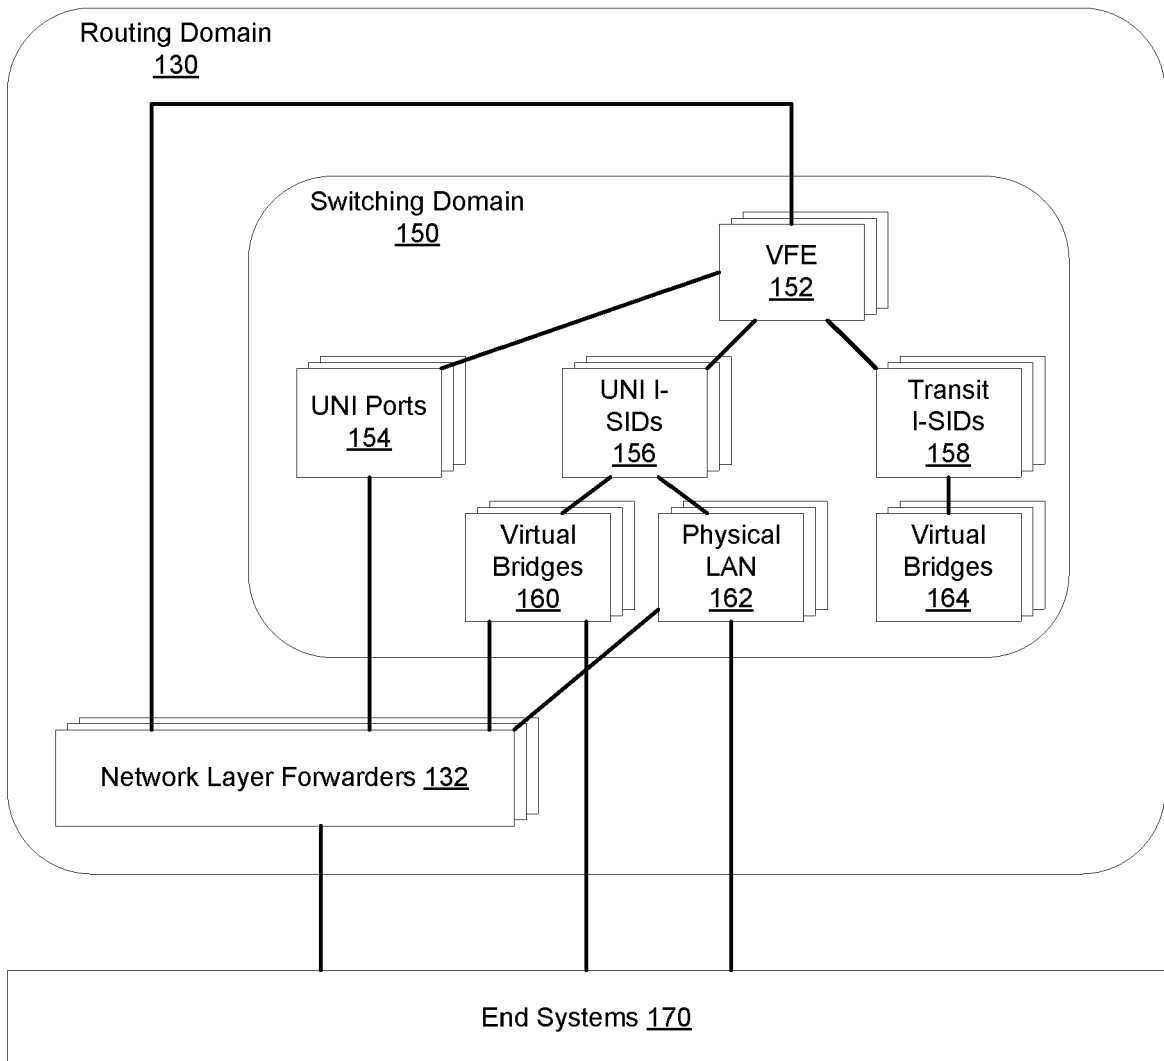 Routing Domain
130
Switching Domain
150
VFE
152
UNI Ports
154
UNI I-
SIDs
156
Transit
I-SIDs
158
Virtual
Bridges
160
Physical
LAN
162
Virtual
Bridges
164
Network Layer Forwarders 132
End Systems 170